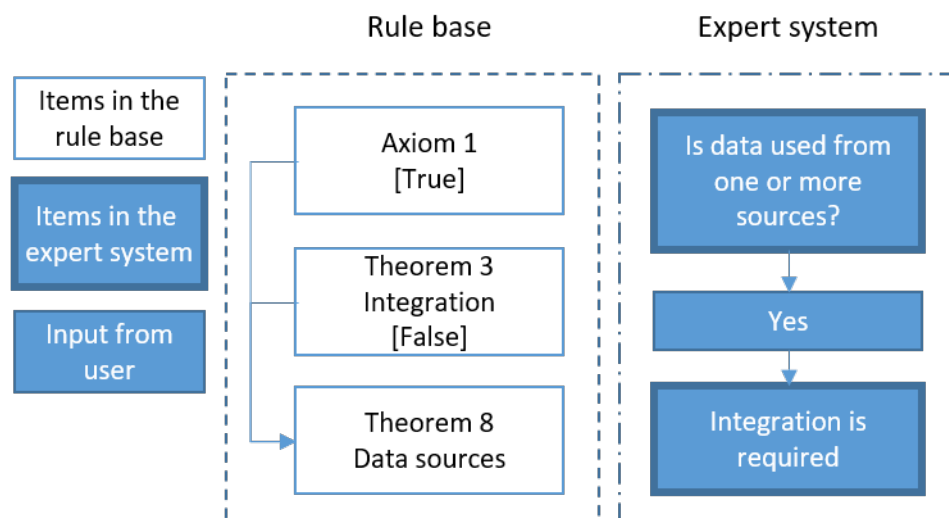 Rule base
Expert system
Items in the
rule base
Items in the
expert system
Input from
user
Axiom 1
[True]
Theorem 3
Integration
[False]
Theorem 8
Data sources
Is data used from
one or more
sources?
Yes
Integration is
required